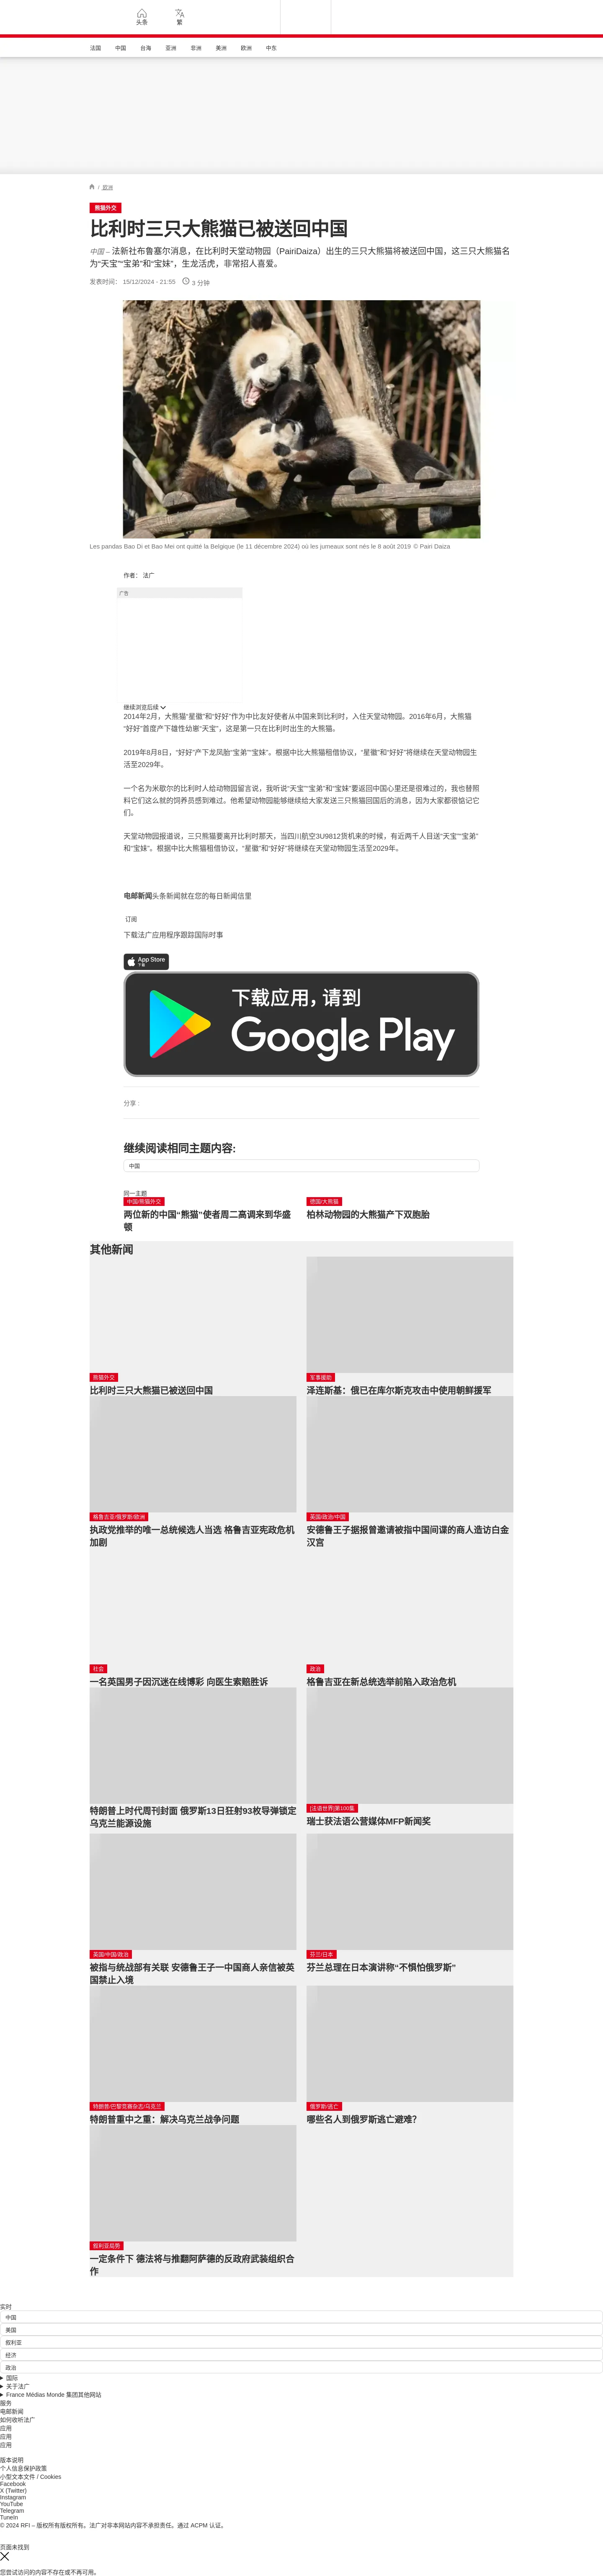 头条
繁
法国 中国 台海 亚洲 非洲 美洲 欧洲 中东
/ 欧洲
熊猫外交
比利时三只大熊猫已被送回中国
中国 – 法新社布鲁塞尔消息，在比利时天堂动物园（PairiDaiza）出生的三只大熊猫将被送回中国，这三只大熊猫名
为“天宝”“宝弟”和“宝妹”，生龙活虎，非常招人喜爱。
发表时间： 15/12/2024 - 21:55 3 分钟
Les pandas Bao Di et Bao Mei ont quitté la Belgique (le 11 décembre 2024) où les jumeaux sont nés le 8 août 2019 © Pairi Daiza
作者： 法广
广告
继续浏览后续
2014年2月，大熊猫“星徽”和“好好”作为中比友好使者从中国来到比利时，入住天堂动物园。2016年6月，大熊猫
“好好”首度产下雄性幼崽“天宝”，这是第一只在比利时出生的大熊猫。
2019年8月8日，“好好”产下龙凤胎“宝弟”“宝妹”。根据中比大熊猫租借协议，“星徽”和“好好”将继续在天堂动物园生
活至2029年。
一个名为米歇尔的比利时人给动物园留言说，我听说“天宝”“宝弟”和“宝妹”要返回中国心里还是很难过的，我也替照
料它们这么就的饲养员感到难过。他希望动物园能够继续给大家发送三只熊猫回国后的消息，因为大家都很惦记它
们。
天堂动物园报道说，三只熊猫要离开比利时那天，当四川航空3U9812货机来的时候，有近两千人目送“天宝”“宝弟”
和“宝妹”。根据中比大熊猫租借协议，“星徽”和“好好”将继续在天堂动物园生活至2029年。
电邮新闻头条新闻就在您的每日新闻信里
订阅
下载法广应用程序跟踪国际时事
App Store
下载
下载应用，请到
Google Play
分享 :
继续阅读相同主题内容:
中国
同一主题
中国/熊猫外交
两位新的中国“熊猫”使者周二高调来到华盛
顿
德国/大熊猫
柏林动物园的大熊猫产下双胞胎
其他新闻
熊猫外交
比利时三只大熊猫已被送回中国
军事援助
泽连斯基：俄已在库尔斯克攻击中使用朝鲜援军
格鲁吉亚/俄罗斯/欧洲
执政党推举的唯一总统候选人当选 格鲁吉亚宪政危机
加剧
英国/政治/中国
安德鲁王子据报曾邀请被指中国间谍的商人造访白金
汉宫
社会
一名英国男子因沉迷在线博彩 向医生索赔胜诉
政治
格鲁吉亚在新总统选举前陷入政治危机
特朗普上时代周刊封面 俄罗斯13日狂射93枚导弹锁定
乌克兰能源设施
[法语世界]第100集
瑞士获法语公营媒体MFP新闻奖
英国/中国/政治
被指与统战部有关联 安德鲁王子一中国商人亲信被英
国禁止入境
芬兰/日本
芬兰总理在日本演讲称“不惧怕俄罗斯”
特朗普/巴黎竞赛杂志/乌克兰
特朗普重中之重：解决乌克兰战争问题
俄罗斯/逃亡
哪些名人到俄罗斯逃亡避难？
叙利亚局势
一定条件下 德法将与推翻阿萨德的反政府武装组织合
作
实时
中国
美国
叙利亚
经济
政治
国际
关于法广
France Médias Monde 集团其他网站
服务
电邮新闻
如何收听法广
应用
应用
应用
版本说明
个人信息保护政策
小型文本文件 / Cookies
Facebook
X (Twitter)
Instagram
YouTube
Telegram
TuneIn
© 2024 RFI – 版权所有版权所有。法广对非本网站内容不承担责任。通过 ACPM 认证。
页面未找到
您尝试访问的内容不存在或不再可用。